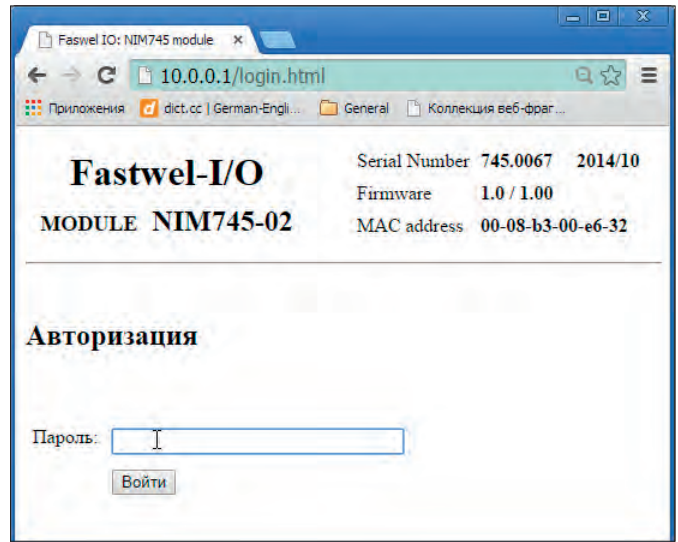 Faswel IO: NIM745 module
10.0.0.1/login.html
Приложения dict.cc | German-Engli... General Коллекция веб-фраг...
Fastwel-I/O
MODULE NIM745-02
Serial Number 745.0067 2014/10
Firmware 1.0 / 1.00
MAC address 00-08-b3-00-e6-32
Авторизация
Пароль:
Войти